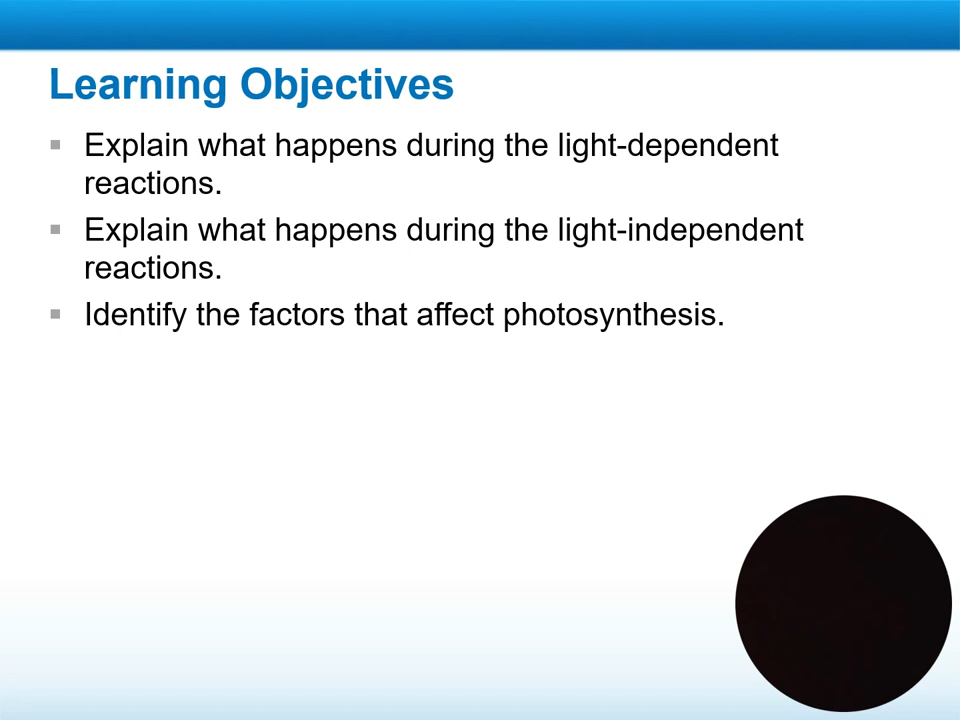 Learning Objectives
▪ Explain what happens during the light-dependent
reactions.
▪ Explain what happens during the light-independent
reactions.
▪ Identify the factors that affect photosynthesis.